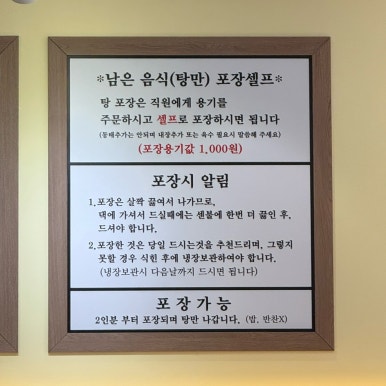 *남은 음식(탕만) 포장셀프*
탕 포장은 직원에게 용기를
주문하시고 셀프로 포장하시면 됩니다
(동태추가는 안되며 내장추가 또는 육수 필요시 말씀해 주세요)
(포장용기값 1.000원)
포장시 알림
1.포장은 살짝 끓여서 나가므로,
댁에 가셔서 드실때에는 센불에 한번 더 끓인 후,
드셔야 합니다.
2.포장한 것은 당일 드시는것을 추천드리며, 그렇지
못할 경우 식힌 후에 냉장보관하여야 합니다.
(냉장보관시 다음날까지 드시면 됩니다)
포장가능
2인분 부터 포장되며 탕만 나갑니다. (밥, 반찬X)